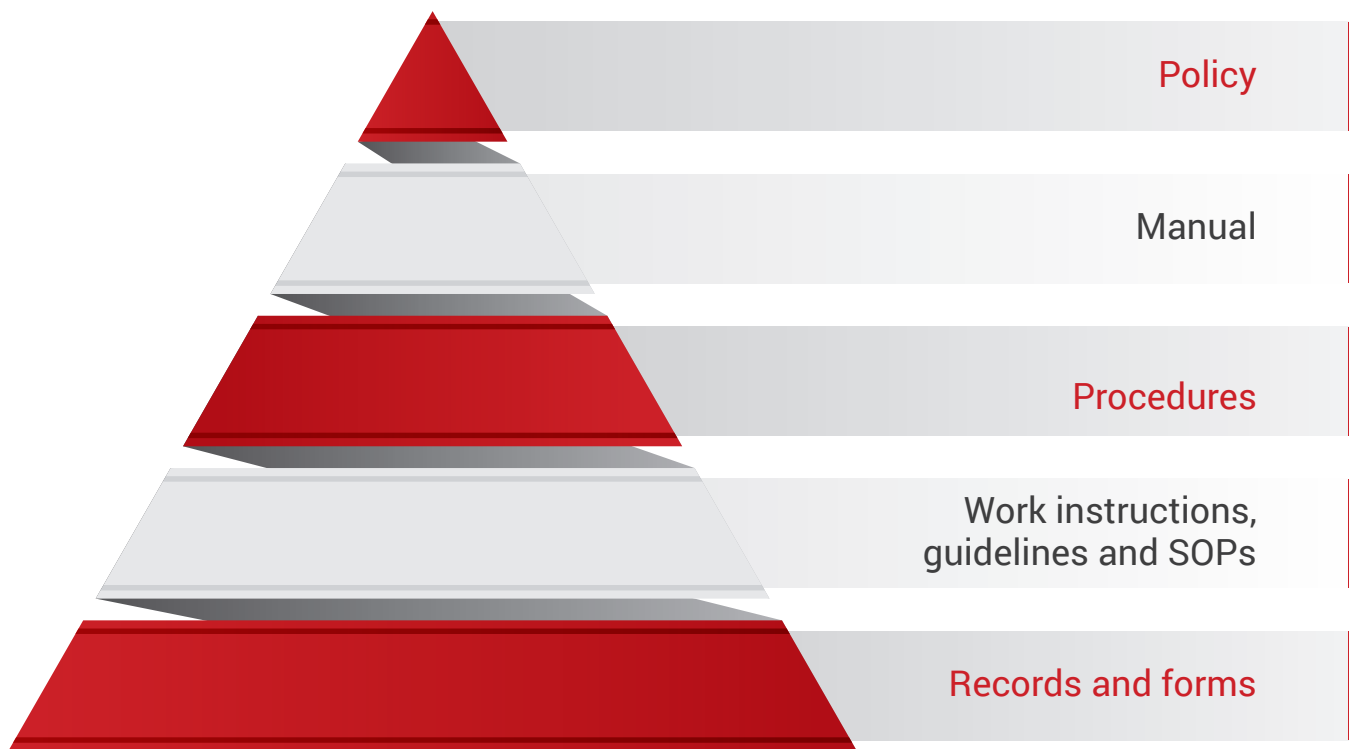 Policy
Manual
Procedures
Work instructions,
guidelines and SOPs
Records and forms